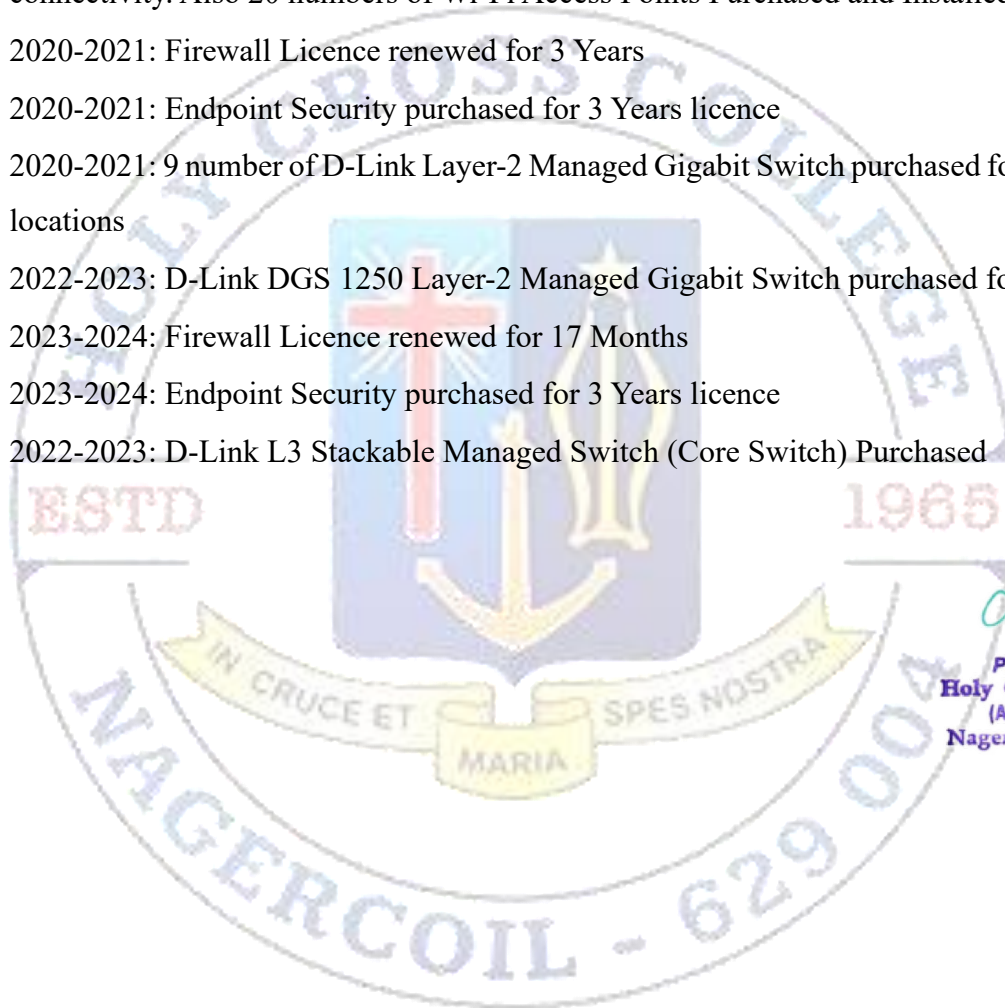 connectivity. Also 20 numbers of Wi-Fi Access Points Purchased and
2020-2021: Firewall Licence renewed for 3 Years
2020-2021: Endpoint Security purchased for 3 Years licence
2020-2021: 9 number of D-Link Layer-2 Managed Gigabit Switch purchased
locations
2022-2023: D-Link DGS 1250 Layer-2 Managed Gigabit Switch purchased
2023-2024: Firewall Licence renewed for 17 Months
2023-2024: Endpoint Security purchased for 3 Years licence
2022-2023: D-Link L3 Stackable Managed Switch (Core Switch) Purchased
HOLY CROSS COLLEGE
ESTD 1965
IN CRUCE ET MARIA SPES NOSTRA
NAGERCOIL - 629 004
Holy